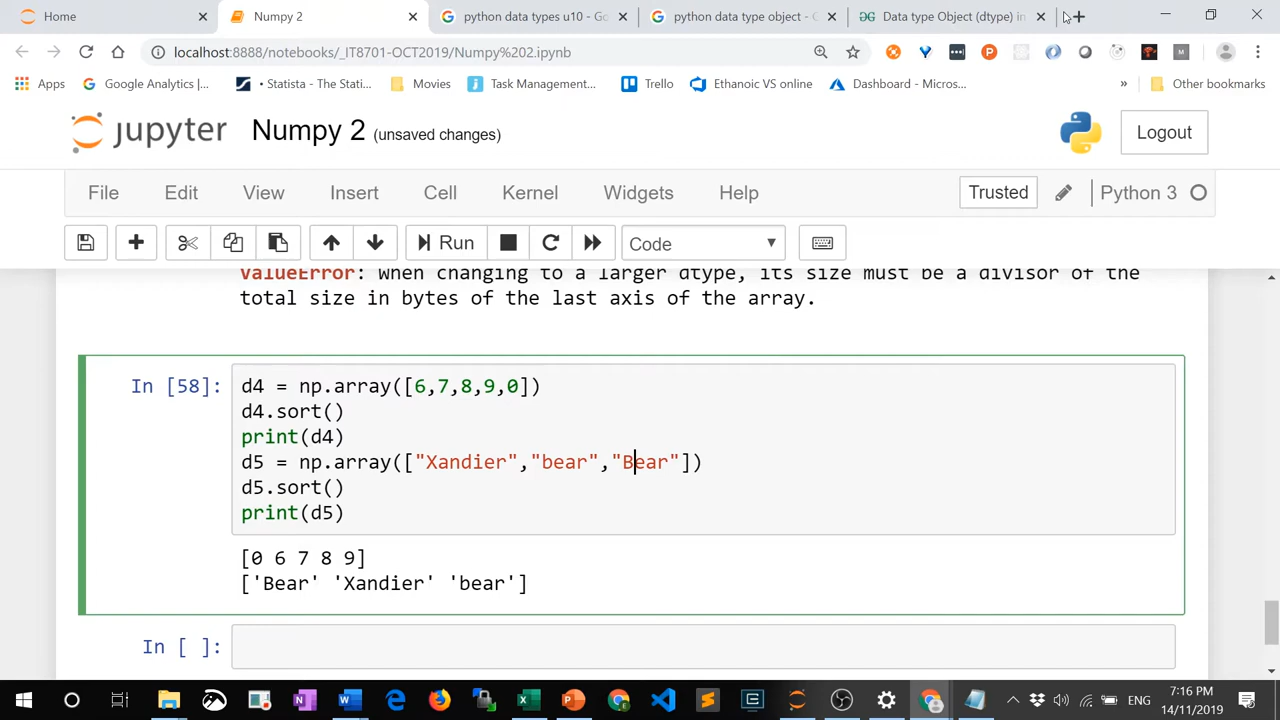 Home
Numpy 2
python data types u10 - Go
python data type object - G
Data type Object (dtype) in
localhost:8888/notebooks/_IT8701-OCT2019/Numpy%202.ipynb
Apps
Google Analytics |...
• Statista - The Stati...
Movies
Task Management...
Trello
Ethanoic VS online
Dashboard - Micros...
»
Other bookmarks
jupyter Numpy 2 (unsaved changes)
Logout
File Edit View Insert Cell Kernel Widgets Help
Trusted
Python 3
Run
Code
ValueError: When changing to a larger dtype, its size must be a divisor of the
total size in bytes of the last axis of the array.
In [58]:
d4 = np.array([6,7,8,9,0])
d4.sort()
print(d4)
d5 = np.array(["Xandier","bear","Bear"])
d5.sort()
print(d5)
[0 6 7 8 9]
['Bear' 'Xandier' 'bear']
In [ ]:
ENG
7:16 PM
14/11/2019